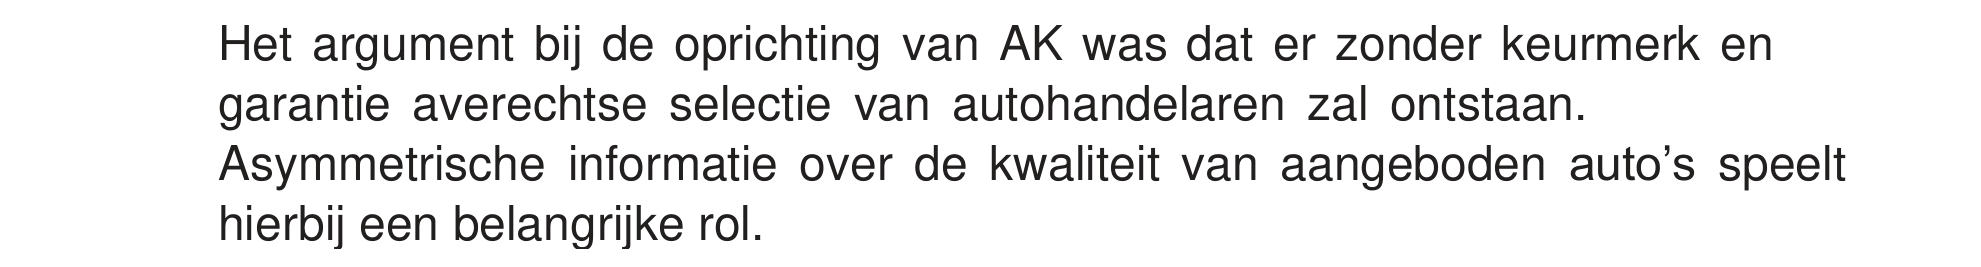 Het argument bij de oprichting van AK was dat er zonder keurmerk en
garantie averechtse selectie van autohandelaren zal ontstaan.
Asymmetrische informatie over de kwaliteit van aangeboden auto’s speelt
hierbij een belangrijke rol.